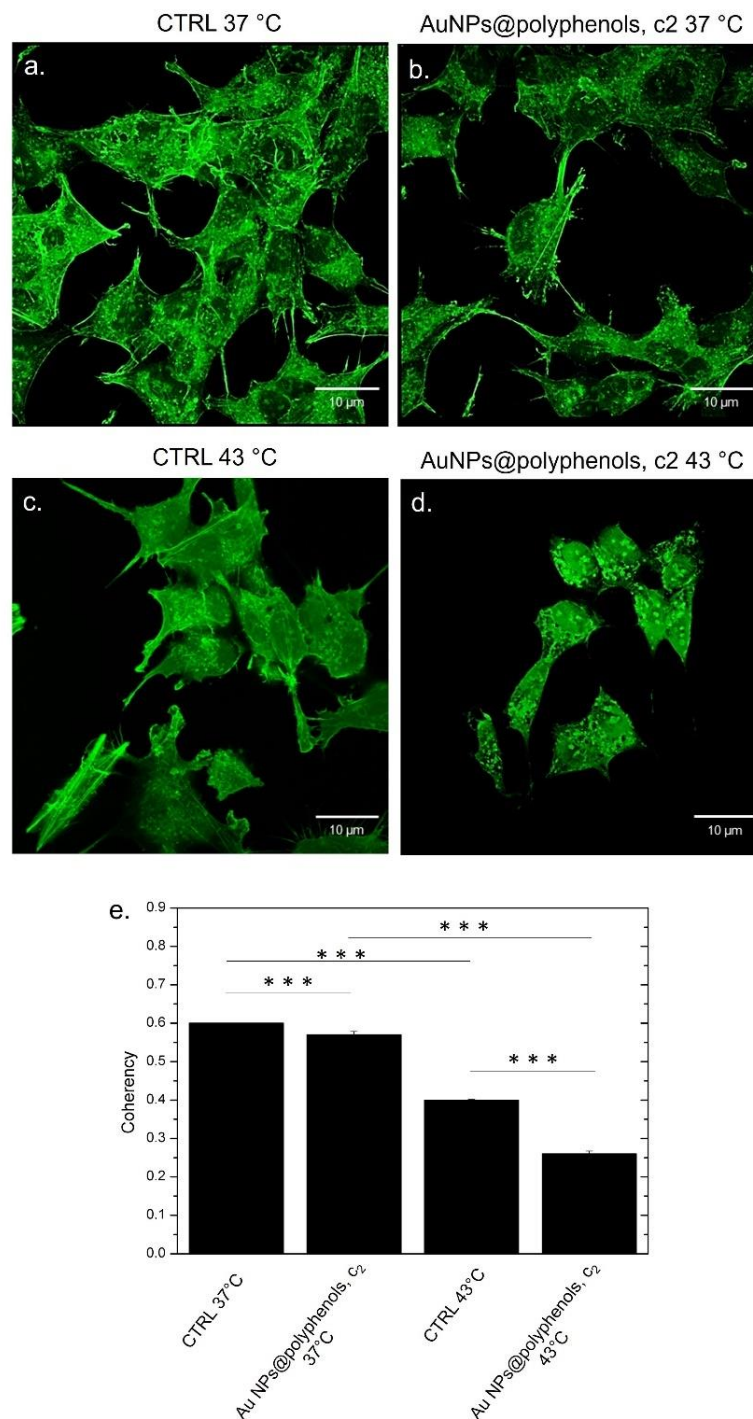 CTRL 37 °C
AuNPs@polyphenols, c2 37 °C
a.
b.
10 µm
10 µm
CTRL 43 °C
AuNPs@polyphenols, c2 43 °C
c.
d.
10 µm
10 µm
e.
0.9
0.8
0.7
0.6
0.5
0.4
0.3
0.2
0.1
0.0
Coherency
* * *
* * *
* * *
* * *
CTRL 37°C
Au NPs@polyphenols, c₂
37°C
CTRL 43°C
Au NPs@polyphenols, c₂
43°C